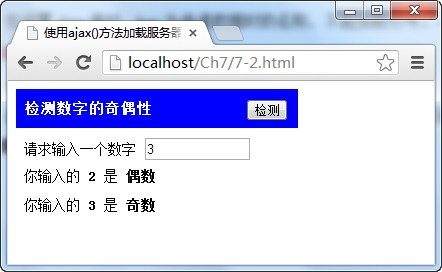 使用ajax()方法加载服务器
localhost/Ch7/7-2.html
检测数字的奇偶性 检测
请求输入一个数字 3
你输入的 2 是 偶数
你输入的 3 是 奇数